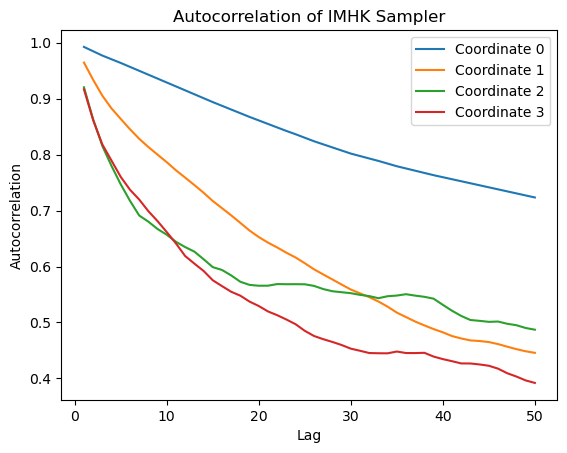 Autocorrelation of IMHK Sampler
Coordinate 0
Coordinate 1
Coordinate 2
Coordinate 3
Autocorrelation
1.0
0.9
0.8
0.7
0.6
0.5
0.4
0
10
20
30
40
50
Lag